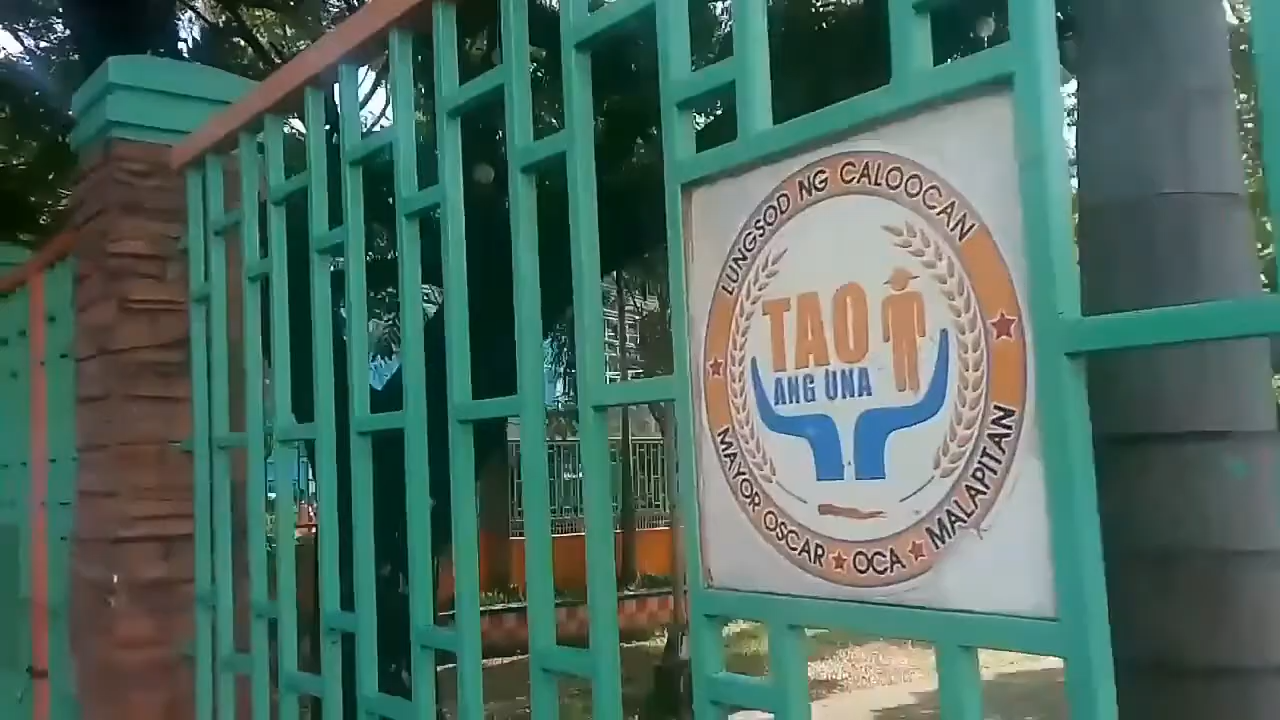 LUNGSOD NG CALOOCAN
TAO
ANG UNA
MAYOR OSCAR ★ OCA ★ MALAPITAN